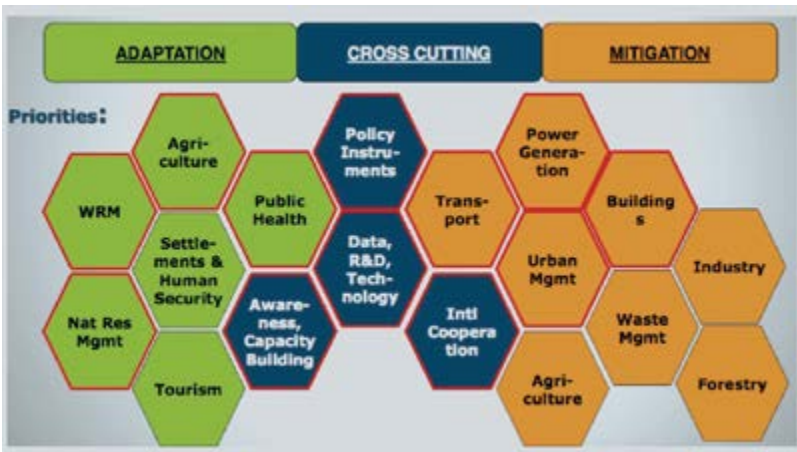 ADAPTATION
CROSS CUTTING
MITIGATION
Priorities:
Agri-
culture
WRM
Public
Health
Settle-
ments &
Human
Security
Nat Res
Mgmt
Tourism
Policy
Instru-
ments
Data,
R&D,
Tech-
nology
Aware-
ness,
Capacity
Building
Intl
Coopera
tion
Trans-
port
Power
Genera-
tion
Building
s
Urban
Mgmt
Industry
Waste
Mgmt
Agri-
culture
Forestry